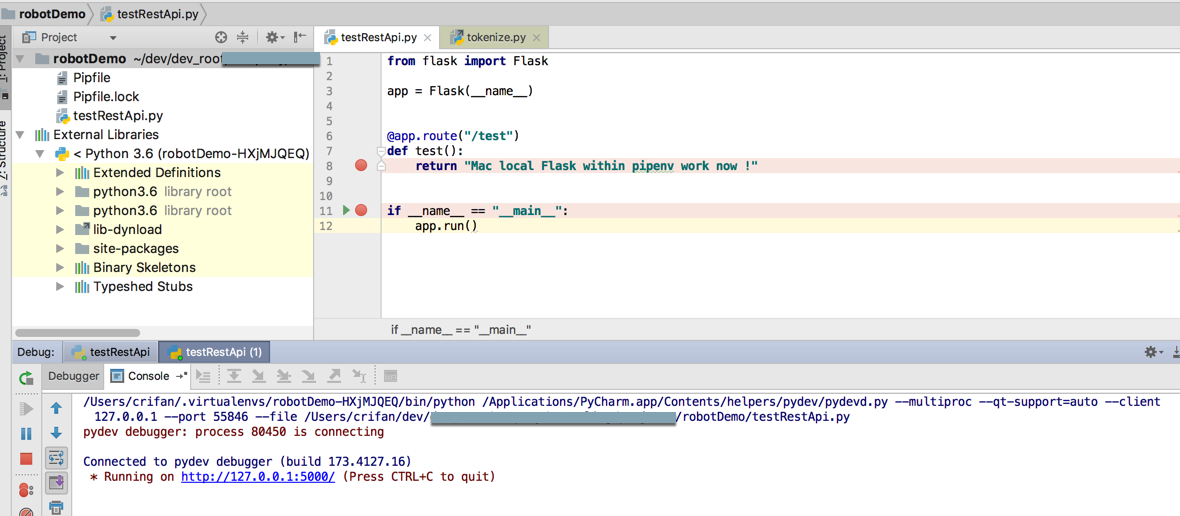 robotDemo testRestApi.py
Project testRestApi.py tokenize.py
1: Project
Z: Structure
robotDemo ~/dev/dev_root
Pipfile
Pipfile.lock
testRestApi.py
External Libraries
< Python 3.6 (robotDemo-HXjMJQEQ)
Extended Definitions
python3.6 library root
python3.6 library root
lib-dynload
site-packages
Binary Skeletons
Typeshed Stubs
1 from flask import Flask
2
3 app = Flask(__name__)
4
5
6 @app.route("/test")
7 def test():
8 return "Mac local Flask within pipenv work now !"
9
10
11 if __name__ == "__main__":
12 app.run()
if __name__ == "__main__"
Debug: testRestApi testRestApi (1)
Debugger Console
/Users/crifan/.virtualenvs/robotDemo-HXjMJQEQ/bin/python /Applications/PyCharm.app/Contents/helpers/pydev/pydevd.py --multiproc --qt-support=auto --client
127.0.0.1 --port 55846 --file /Users/crifan/dev/ /robotDemo/testRestApi.py
pydev debugger: process 80450 is connecting
Connected to pydev debugger (build 173.4127.16)
* Running on http://127.0.0.1:5000/ (Press CTRL+C to quit)